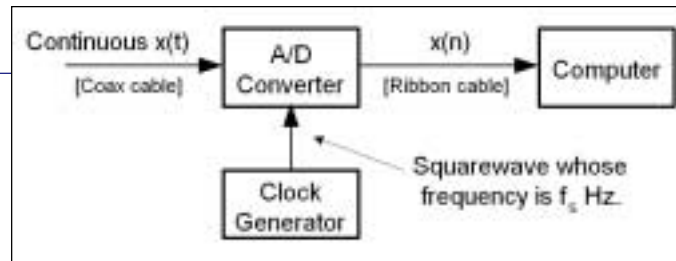 Continuous x(t)
[Coax cable]
A/D
Converter
x(n)
[Ribbon cable]
Computer
Squarewave whose
frequency is fₛ Hz.
Clock
Generator